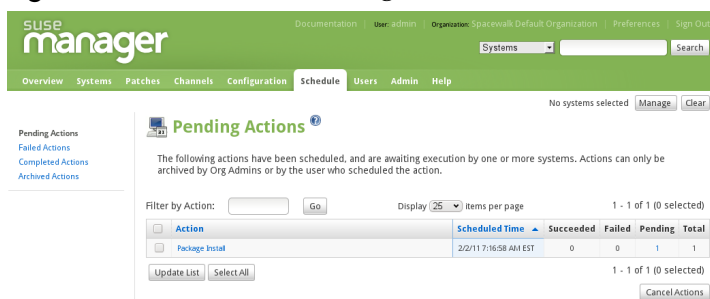 suse
manager
Documentation User: admin Organization: Spacewalk Default Organization Preferences Sign Out
Systems Search
Overview Systems Patches Channels Configuration Schedule Users Admin Help
No systems selected Manage Clear
Pending Actions
Failed Actions
Completed Actions
Archived Actions
Pending Actions ?
The following actions have been scheduled, and are awaiting execution by one or more systems. Actions can only be
archived by Org Admins or by the user who scheduled the action.
Filter by Action: Go Display 25 items per page 1 - 1 of 1 (0 selected)
Action Scheduled Time Succeeded Failed Pending Total
Package Install 2/2/11 7:16:58 AM EST 0 0 1 1
Update List Select All 1 - 1 of 1 (0 selected)
Cancel Actions